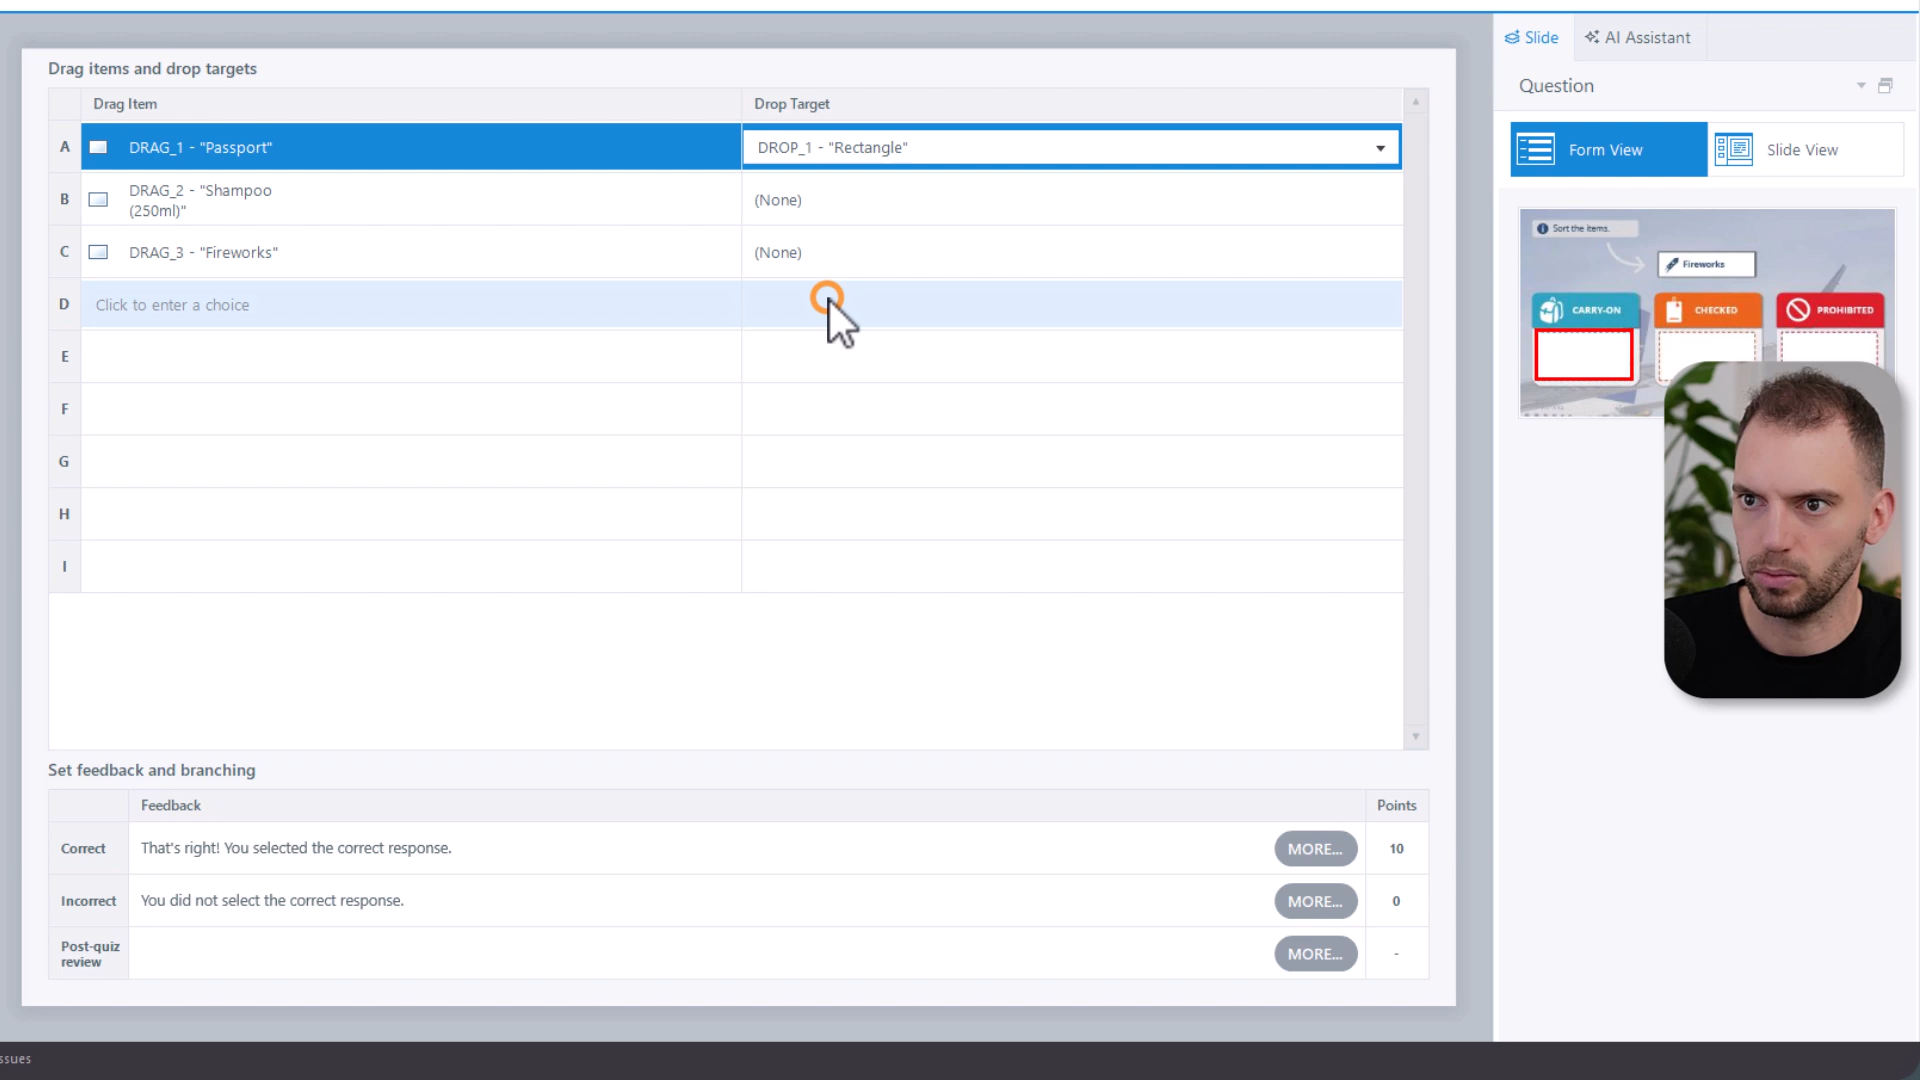 Slide
AI Assistant
Drag items and drop targets
Question
Drag Item
Drop Target
A
DRAG_1 - "Passport"
DROP_1 - "Rectangle"
Form View
Slide View
B
DRAG_2 - "Shampoo
(250ml)"
(None)
C
DRAG_3 - "Fireworks"
(None)
Sort the items.
Fireworks
CARRY-ON
CHECKED
PROHIBITED
D
Click to enter a choice
E
F
G
H
I
Set feedback and branching
Feedback
Points
Correct
That's right! You selected the correct response.
MORE...
10
Incorrect
You did not select the correct response.
MORE...
0
Post-quiz
review
MORE...
-
ssues